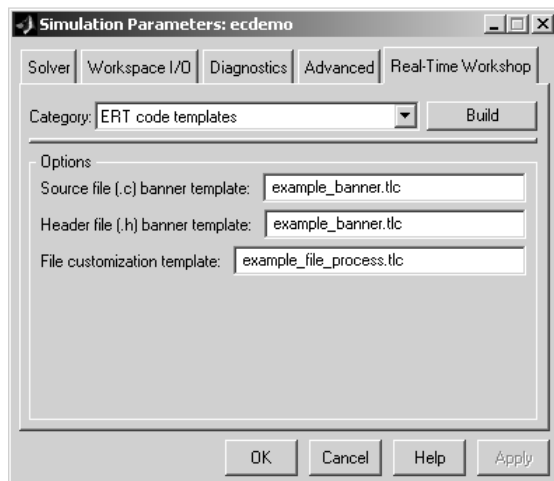 Simulation Parameters: ecdemo
Solver Workspace I/O Diagnostics Advanced Real-Time Workshop
Category: ERT code templates Build
Options
Source file (.c) banner template: example_banner.tlc
Header file (.h) banner template: example_banner.tlc
File customization template: example_file_process.tlc
OK Cancel Help Apply